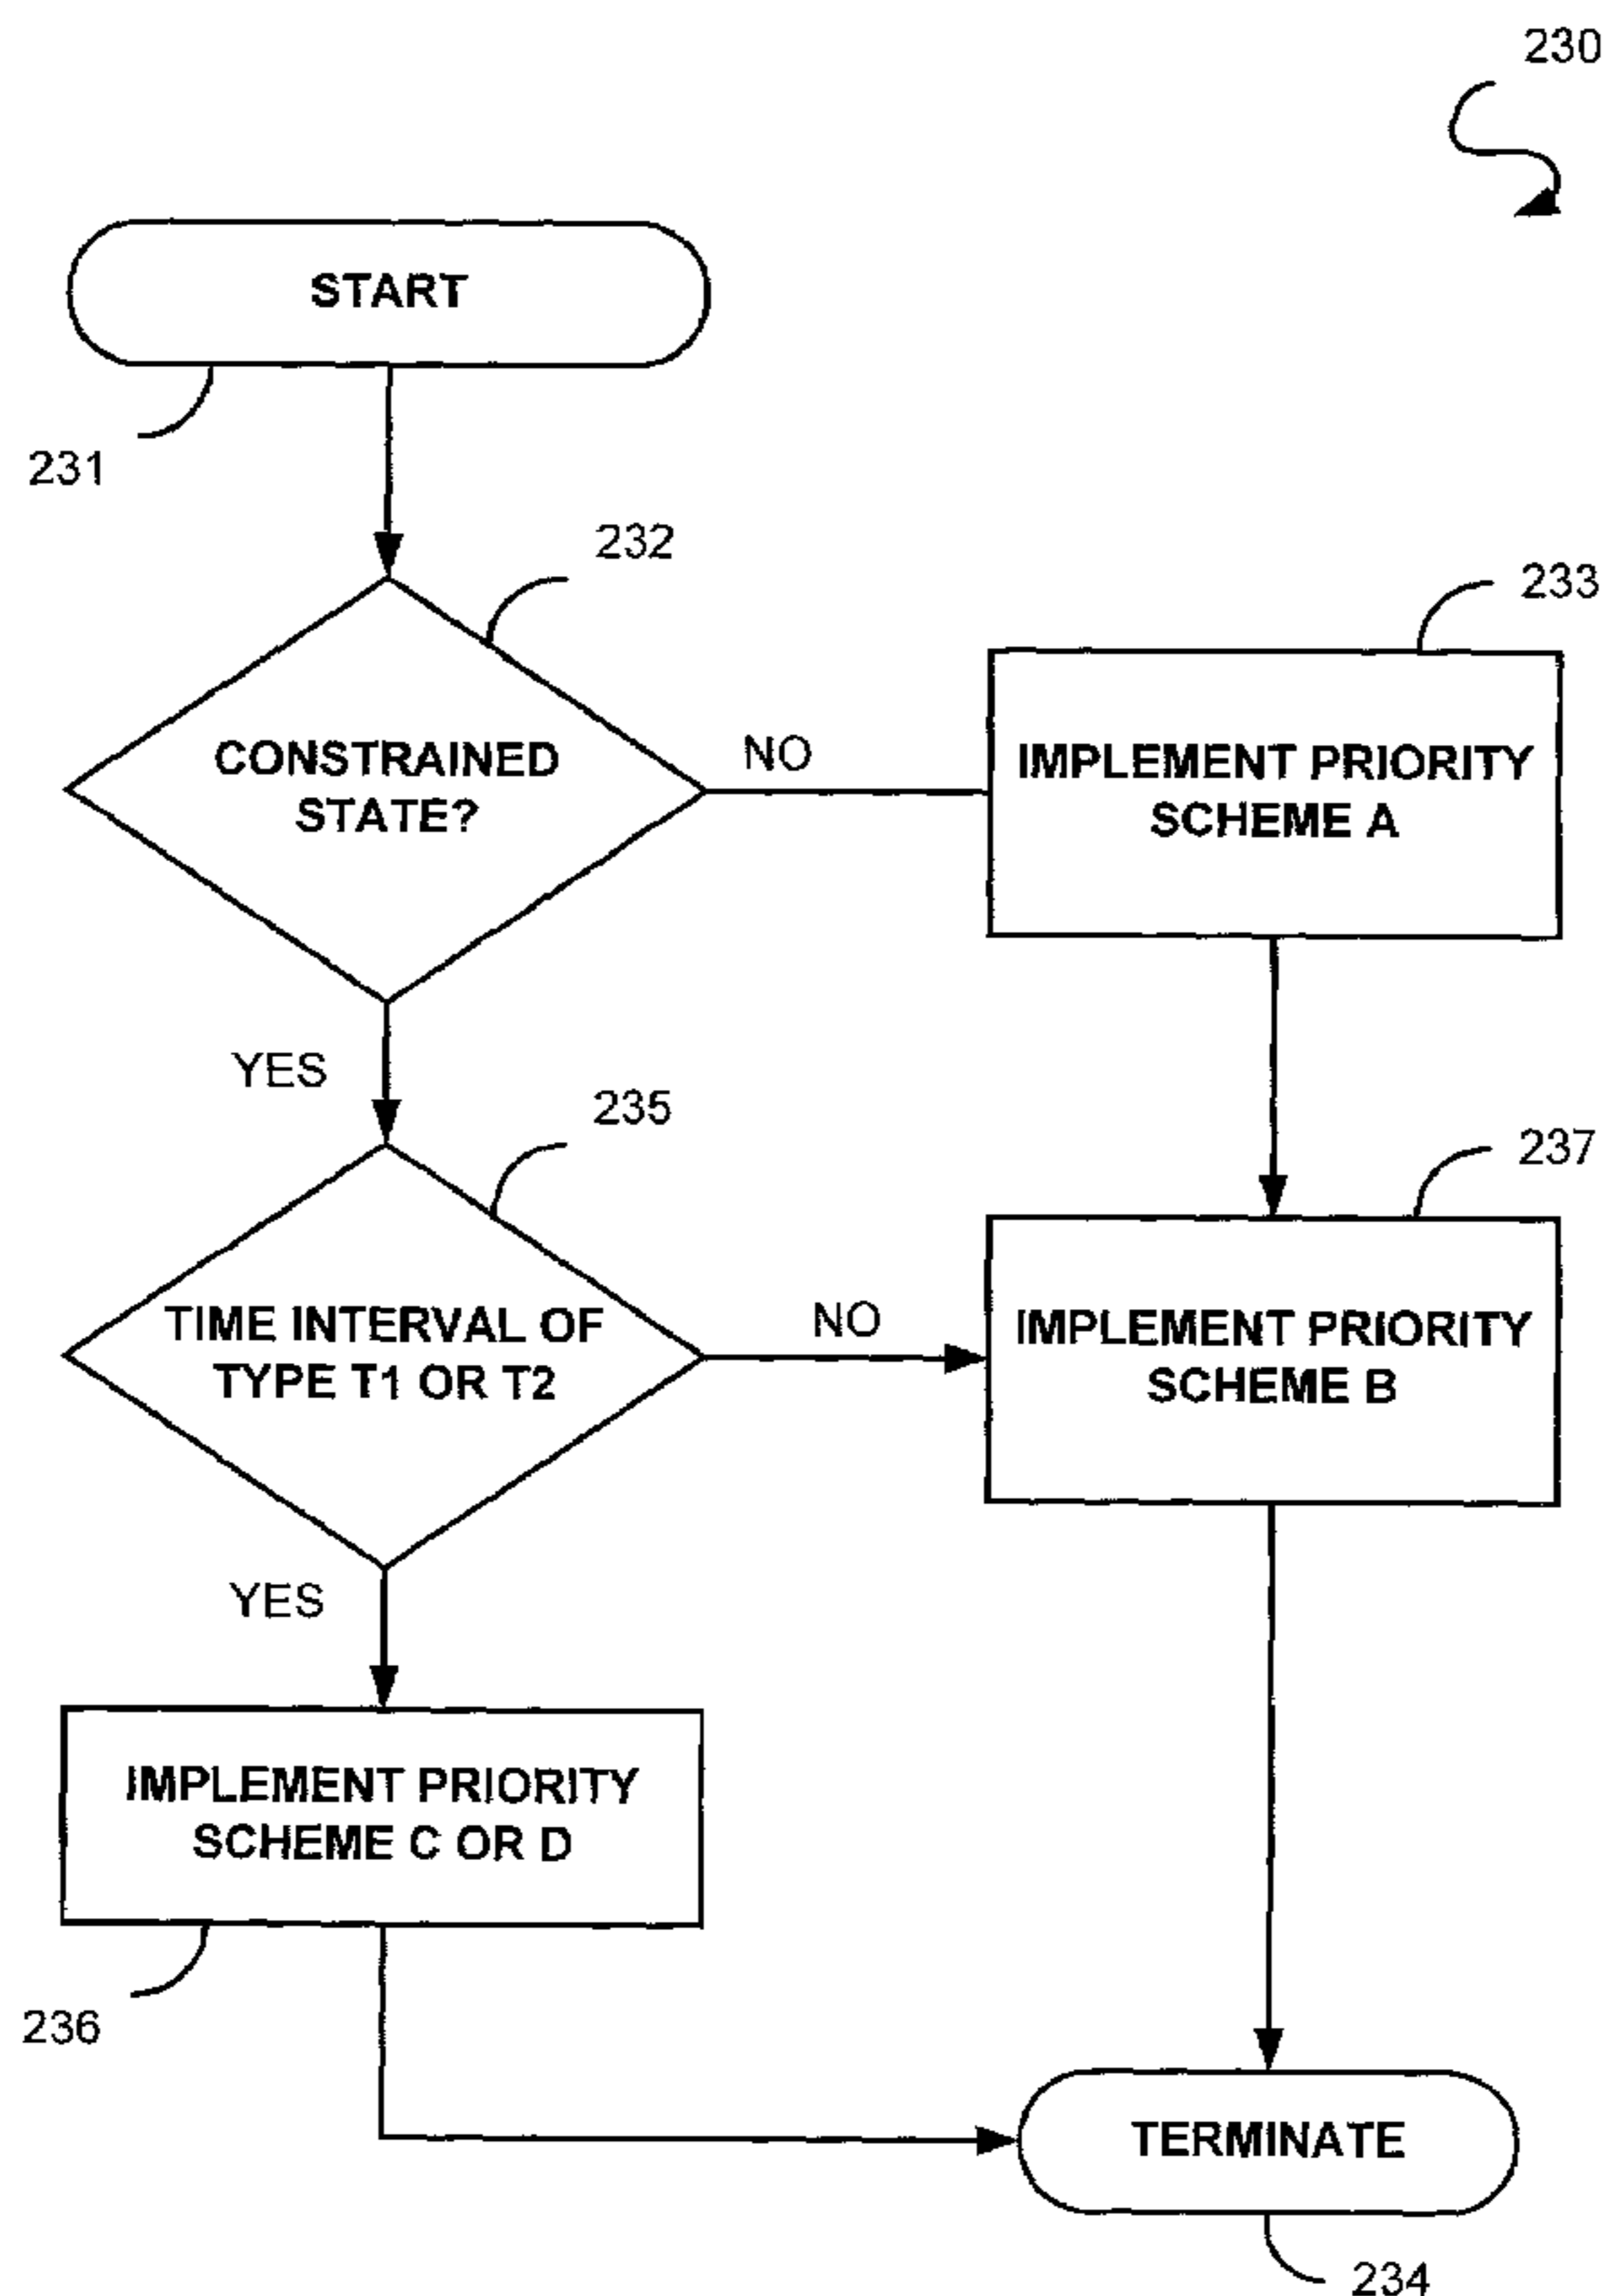 230
START
231
232
233
CONSTRAINED
STATE?
NO
IMPLEMENT PRIORITY
SCHEME A
YES
235
237
TIME INTERVAL OF
TYPE T1 OR T2
NO
IMPLEMENT PRIORITY
SCHEME B
YES
IMPLEMENT PRIORITY
SCHEME C OR D
236
TERMINATE
234